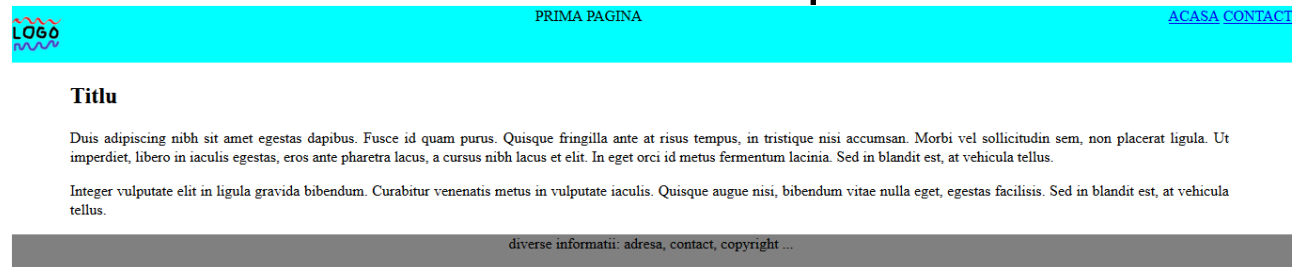 LOGO
PRIMA PAGINA
ACASA CONTACT
Titlu
Duis adipiscing nibh sit amet egestas dapibus. Fusce id quam purus. Quisque fringilla ante at risus tempus, in tristique nisi accumsan. Morbi vel sollicitudin sem, non placerat ligula. Ut
imperdiet, libero in iaculis egestas, eros ante pharetra lacus, a cursus nibh lacus et elit. In eget orci id metus fermentum lacinia. Sed in blandit est, at vehicula tellus.
Integer vulputate elit in ligula gravida bibendum. Curabitur venenatis metus in vulputate iaculis. Quisque augue nisi, bibendum vitae nulla eget, egestas facilisis. Sed in blandit est, at vehicula
tellus.
diverse informatii: adresa, contact, copyright ...